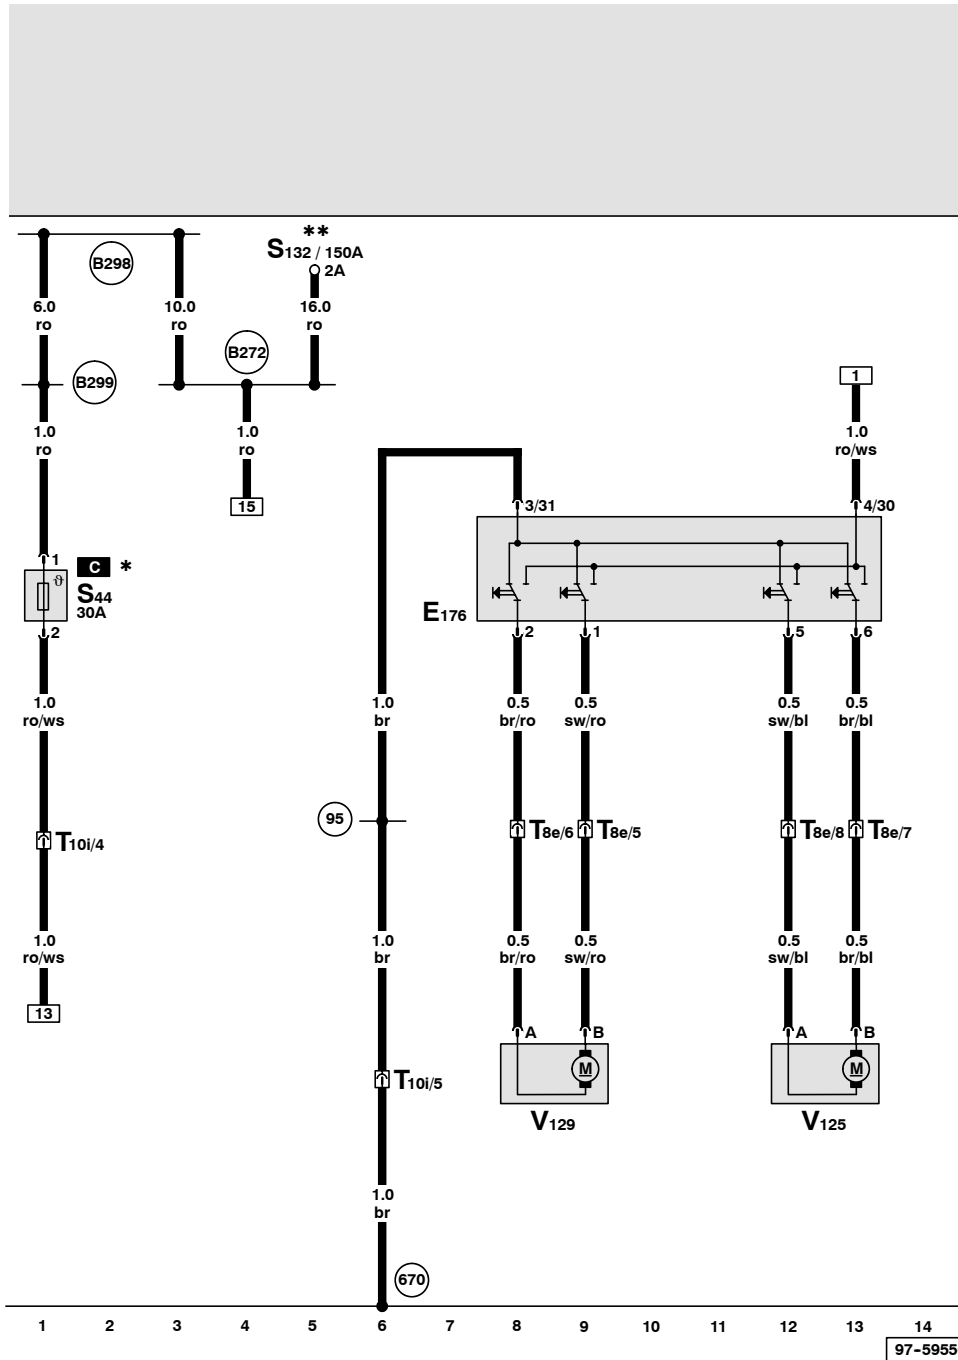 **
S132 / 150A
2A
B298
6.0
ro
10.0
ro
16.0
ro
B272
B299
1
1.0
ro
1.0
ro
1.0
ro/ws
15
3/31
4/30
1
C *
ϑ
S44
30A
2
E176
2
1
5
6
1.0
ro/ws
1.0
br
0.5
br/ro
0.5
sw/ro
0.5
sw/bl
0.5
br/bl
95
T10i/4
T8e/6
T8e/5
T8e/8
T8e/7
1.0
ro/ws
1.0
br
0.5
br/ro
0.5
sw/ro
0.5
sw/bl
0.5
br/bl
13
A
B
A
B
M
M
T10i/5
V129
V125
1.0
br
670
1 2 3 4 5 6 7 8 9 10 11 12 13 14
97-5955